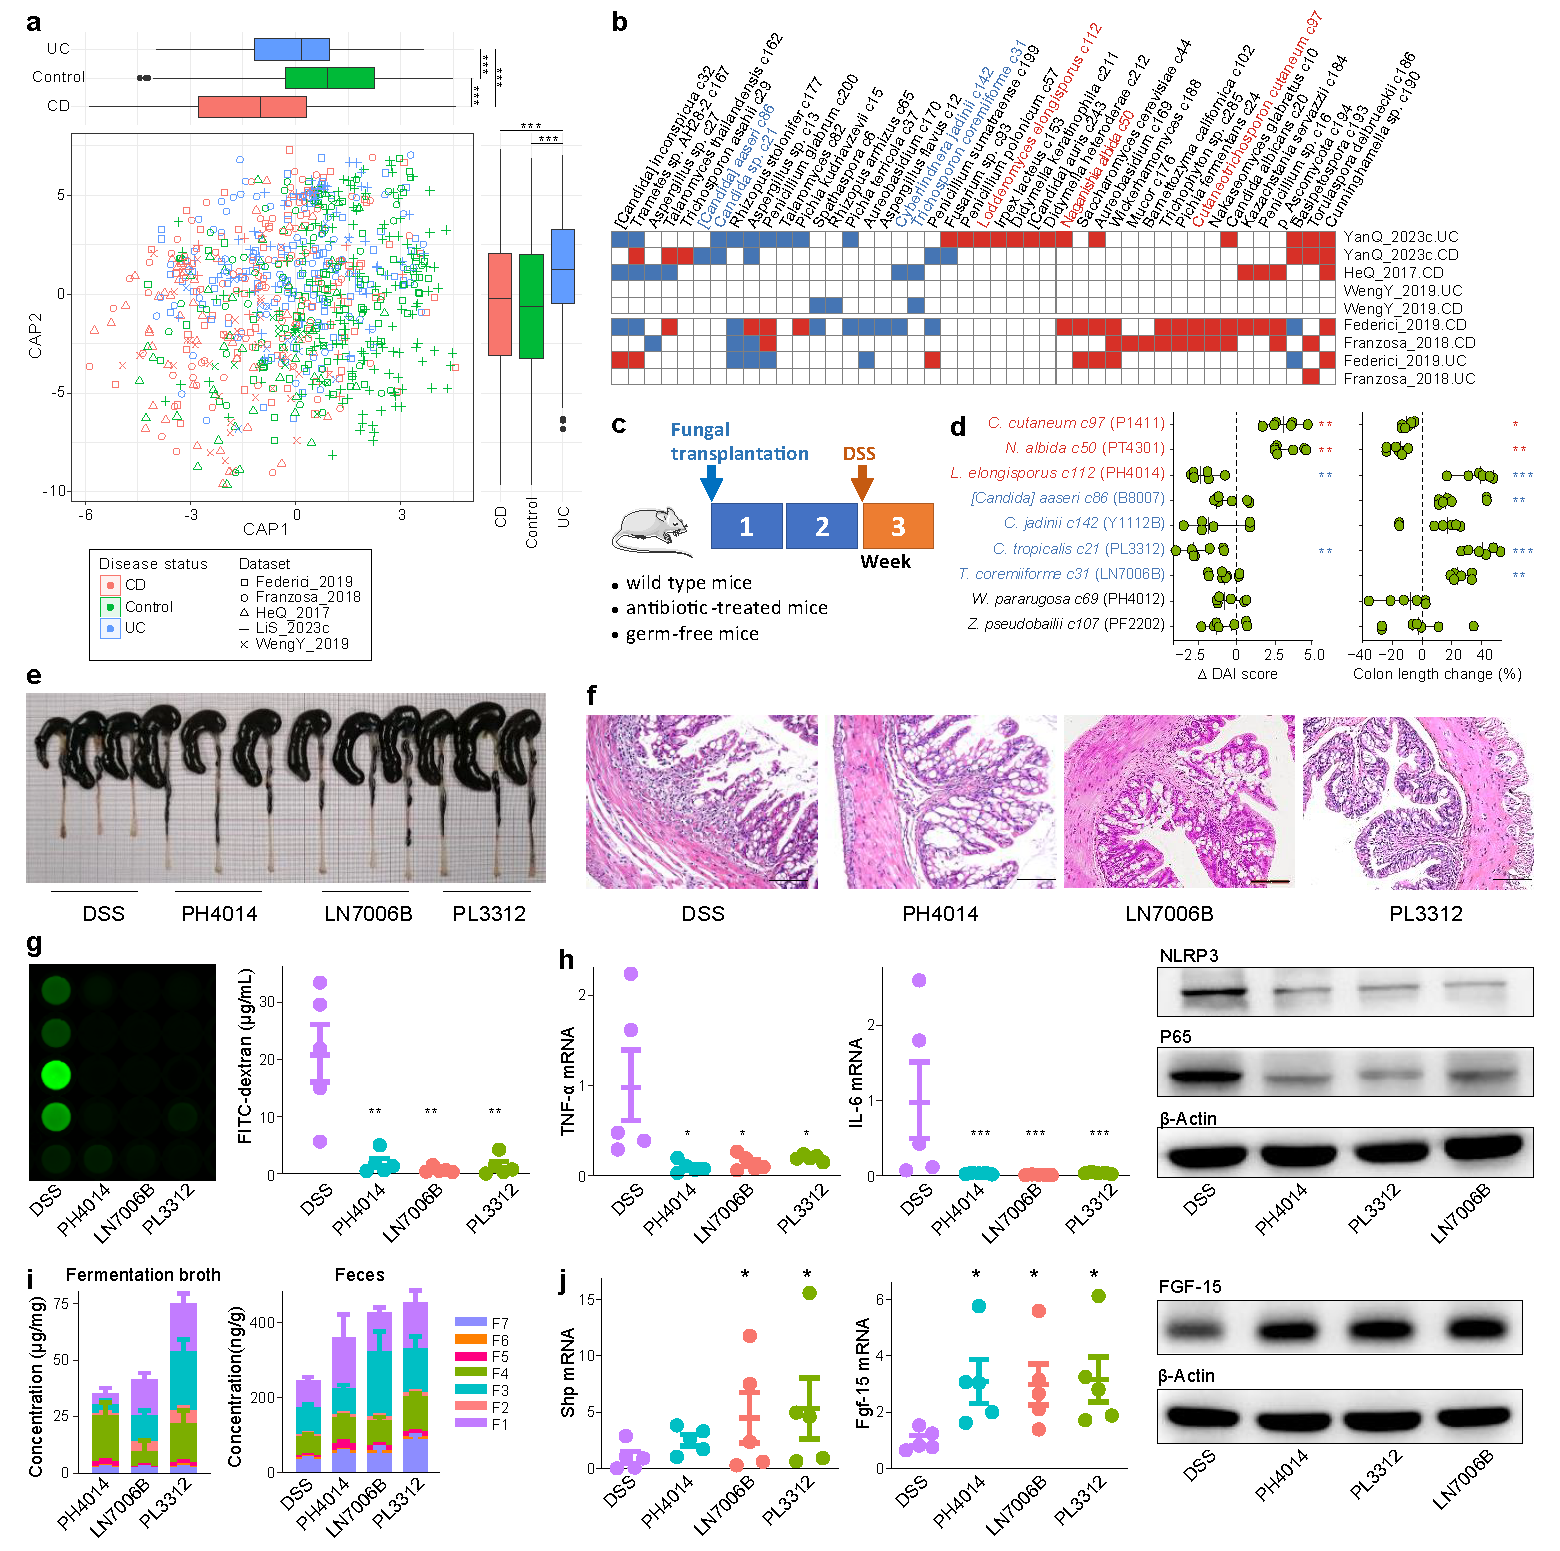 a
UC
Control
CD
***
***
***
***
***
5
0
-5
-10
CAP2
-6
-3
0
3
CAP1
CD
Control
UC
Disease status
CD
Control
UC
Dataset
Federici_2019
Franzosa_2018
HeQ_2017
LiS_2023c
WengY_2019
b
[Candida] inconspicua c32
Trametes sp. AH28-2 c167
Aspergillus sp. c27
Talaromyces thailandensis c162
Trichosporon asahii c29
[Candida] aaseri c86
Candida sp. c21
Rhizopus stolonifer c177
Aspergillus sp. c13
Penicillium glabrum c200
Talaromyces c82
Pichia kudriavzevii c15
Spathaspora c6
Rhizopus arrhizus c65
Pichia terricola c37
Aureobasidium c170
Aspergillus flavus c12
Cyberlindnera jadinii c142
Trichosporon coremiiforme c31
Penicillium sumatraense c199
Fusarium sp. c93
Penicillium polonicum c57
Lodderomyces elongisporus c112
Irpex lacteus c153
Didymella keratinophila c211
[Candida] auris c243
Didymella heteroderae c212
Naganishia albida c50
Saccharomyces cerevisiae c44
Aureobasidium c169
Wickerhamomyces c188
Mucor c176
Barnettozyma californica c102
Trichophyton sp. c285
Pichia fermentans c24
Cutaneotrichosporon cutaneum c97
Nakaseomyces glabratus c10
Candida albicans c20
Kazachstania servazzii c184
Penicillium sp. c16
p_Ascomycota c194
Basipetospora c193
Torulaspora delbrueckii c186
Cunninghamella sp. c190
YanQ_2023c.UC
YanQ_2023c.CD
HeQ_2017.CD
WengY_2019.UC
WengY_2019.CD
Federici_2019.CD
Franzosa_2018.CD
Federici_2019.UC
Franzosa_2018.UC
c
Fungal
transplantation
DSS
1
2
3
Week
• wild type mice
• antibiotic-treated mice
• germ-free mice
d
C. cutaneum c97 (P1411)
N. albida c50 (PT4301)
L. elongisporus c112 (PH4014)
[Candida] aaseri c86 (B8007)
C. jadinii c142 (Y1112B)
C. tropicalis c21 (PL3312)
T. coremiiforme c31 (LN7006B)
W. pararugosa c69 (PH4012)
Z. pseudobailii c107 (PF2202)
**
**
**
**
−2.5 0 2.5 5.0
Δ DAI score
*
**
***
**
***
**
−40 −20 0 20 40
Colon length change (%)
e
DSS
PH4014
LN7006B
PL3312
f
DSS
PH4014
LN7006B
PL3312
g
DSS
PH4014
LN7006B
PL3312
FITC-dextran (μg/mL)
30
20
10
0
**
**
**
DSS
PH4014
LN7006B
PL3312
h
TNF-α mRNA
2
1
0
*
*
*
DSS
PH4014
LN7006B
PL3312
IL-6 mRNA
2
1
0
***
***
***
DSS
PH4014
LN7006B
PL3312
NLRP3
P65
β-Actin
DSS
PH4014
PL3312
LN7006B
i
Fermentation broth
Concentration (μg/mg)
75
50
25
0
PH4014
LN7006B
PL3312
Feces
Concentration(ng/g)
400
200
0
DSS
PH4014
LN7006B
PL3312
F7
F6
F5
F4
F3
F2
F1
j
Shp mRNA
15
10
5
0
*
*
DSS
PH4014
LN7006B
PL3312
Fgf-15 mRNA
6
4
2
0
*
*
*
DSS
PH4014
LN7006B
PL3312
FGF-15
β-Actin
DSS
PH4014
PL3312
LN7006B